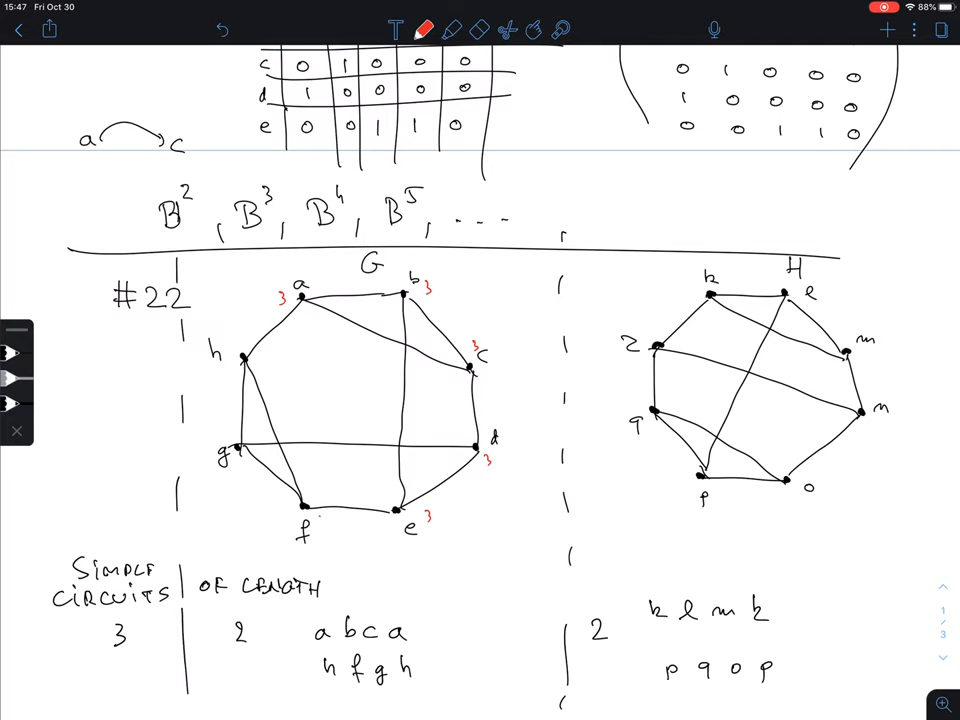 15:47 Fri Oct 30
88%
T
c 0 1 0 0 0
d 1 0 0 0 0
e 0 0 1 1 0
0 1 0 0 0
1 0 0 0 0
0 0 1 1 0
a c
B², B³, B⁴, B⁵, ...
#22
G
a b
3 3
h
3
c
g d
3
f e 3
H
k l
z m
q n
p o
SIMPLE
CIRCUITS OF LENGTH
3 2 a b c a
h f g h
2 k l m k
p q o p
1
/
3